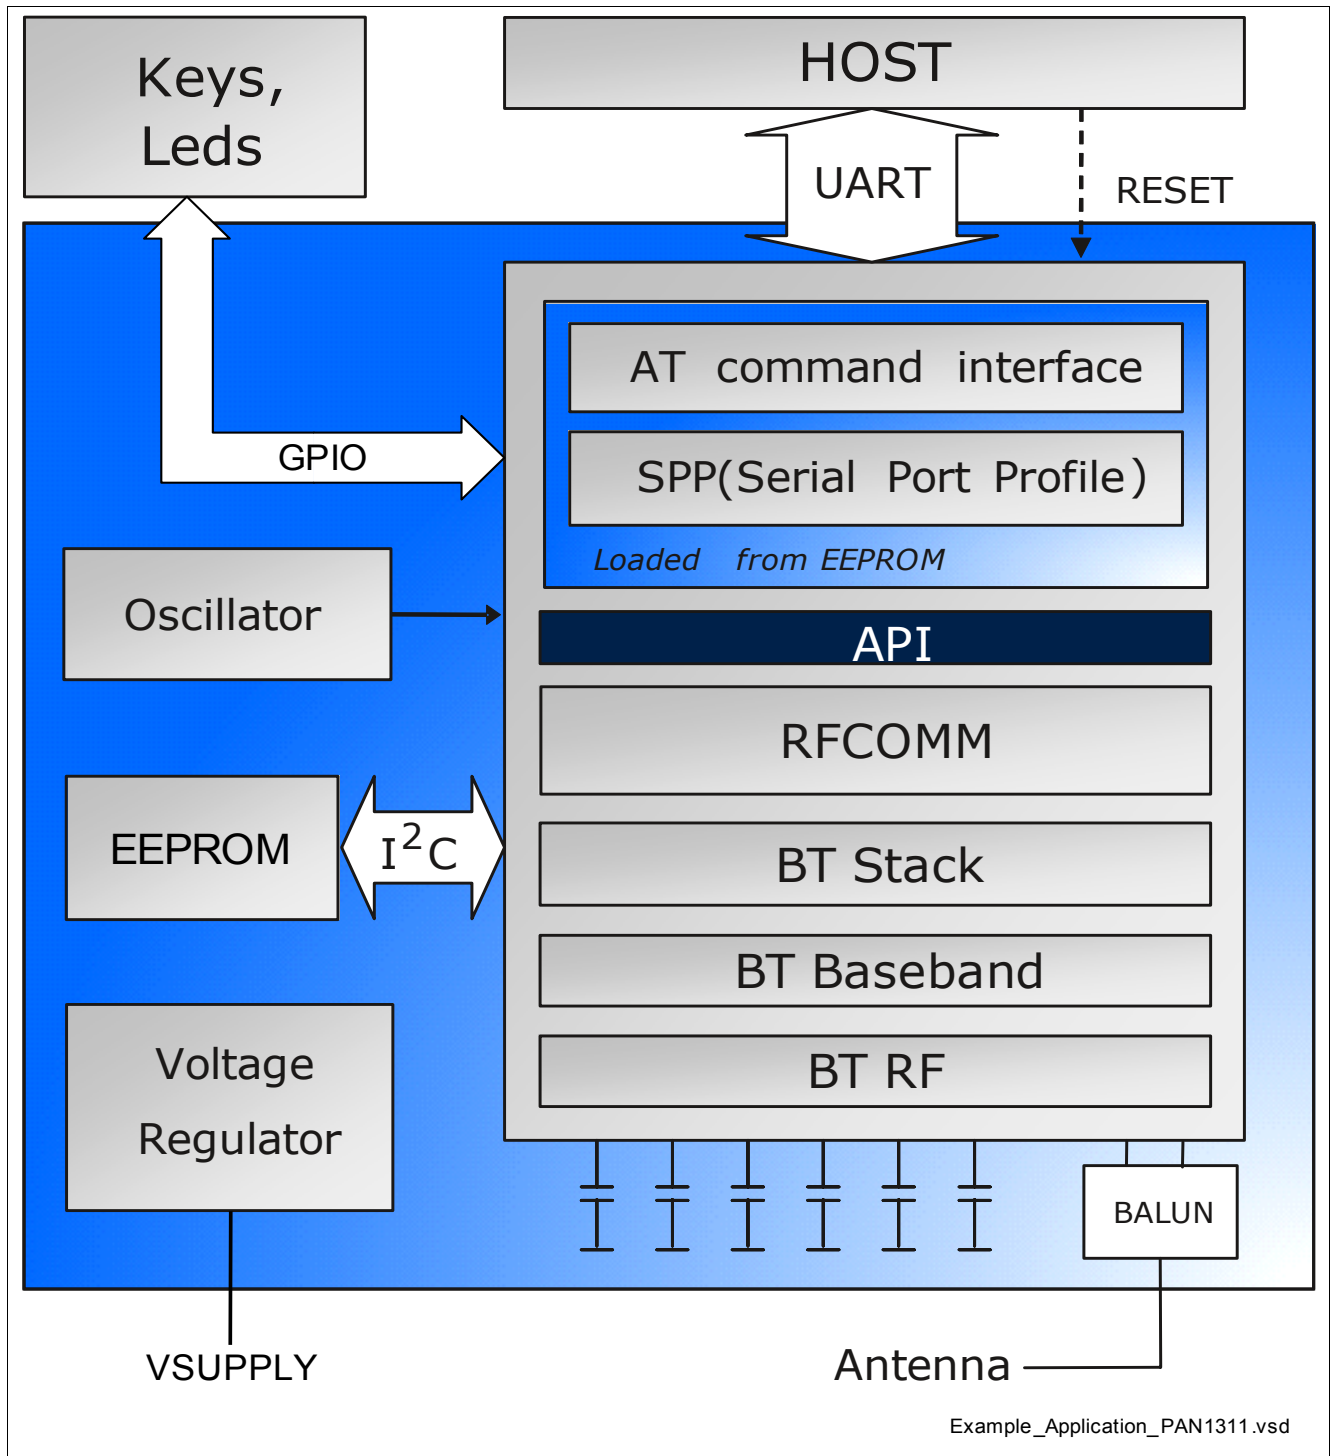 Keys,
Leds
HOST
UART
RESET
AT command interface
SPP(Serial Port Profile)
Loaded from EEPROM
GPIO
Oscillator
API
RFCOMM
EEPROM
I²C
BT Stack
BT Baseband
Voltage
Regulator
BT RF
BALUN
VSUPPLY
Antenna
Example_Application_PAN1311.vsd